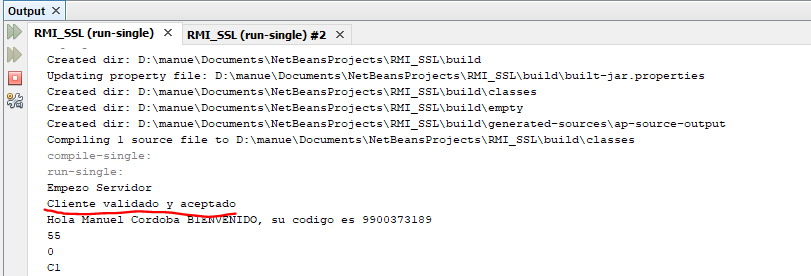 Output ×
RMI_SSL (run-single) × RMI_SSL (run-single) #2 ×
Created dir: D:\manue\Documents\NetBeansProjects\RMI_SSL\build
Updating property file: D:\manue\Documents\NetBeansProjects\RMI_SSL\build\built-jar.properties
Created dir: D:\manue\Documents\NetBeansProjects\RMI_SSL\build\classes
Created dir: D:\manue\Documents\NetBeansProjects\RMI_SSL\build\empty
Created dir: D:\manue\Documents\NetBeansProjects\RMI_SSL\build\generated-sources\ap-source-output
Compiling 1 source file to D:\manue\Documents\NetBeansProjects\RMI_SSL\build\classes
compile-single:
run-single:
Empezo Servidor
Cliente validado y aceptado
Hola Manuel Cordoba BIENVENIDO, su codigo es 9900373189
55
0
C1